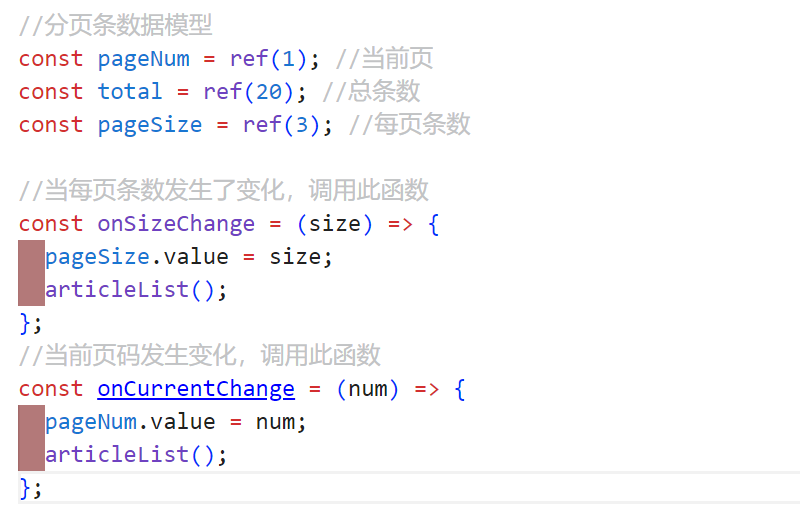 //分页条数据模型
const pageNum = ref(1); //当前页
const total = ref(20); //总条数
const pageSize = ref(3); //每页条数
//当每页条数发生了变化，调用此函数
const onSizeChange = (size) => {
pageSize.value = size;
articleList();
};
//当前页码发生变化，调用此函数
const onCurrentChange = (num) => {
pageNum.value = num;
articleList();
};